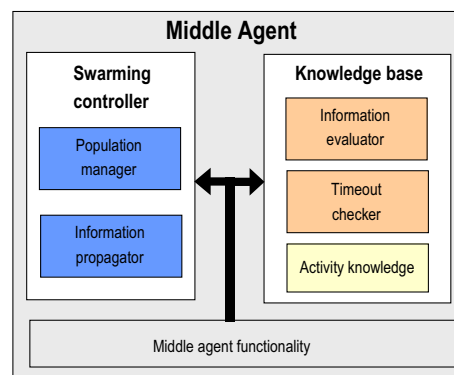 Middle Agent
Swarming
controller
Population
manager
Information
propagator
Knowledge base
Information
evaluator
Timeout
checker
Activity knowledge
Middle agent functionality